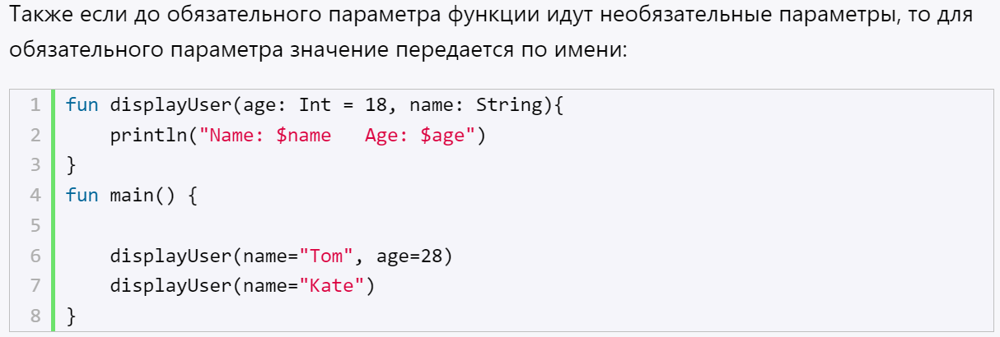 Также если до обязательного параметра функции идут необязательные параметры, то для
обязательного параметра значение передается по имени:
1 fun displayUser(age: Int = 18, name: String){
2     println("Name: $name   Age: $age")
3 }
4 fun main() {
5
6     displayUser(name="Tom", age=28)
7     displayUser(name="Kate")
8 }